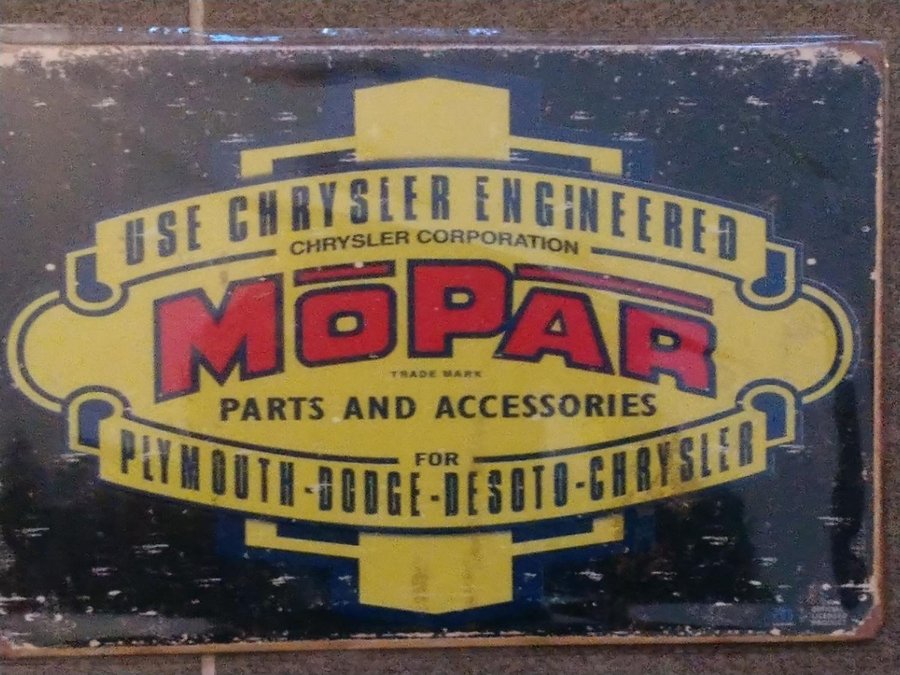 USE CHRYSLER ENGINEERED
CHRYSLER CORPORATION
MOPAR
TRADE MARK
PARTS AND ACCESSORIES
FOR
PLYMOUTH-DODGE-DESOTO-CHRYSLER